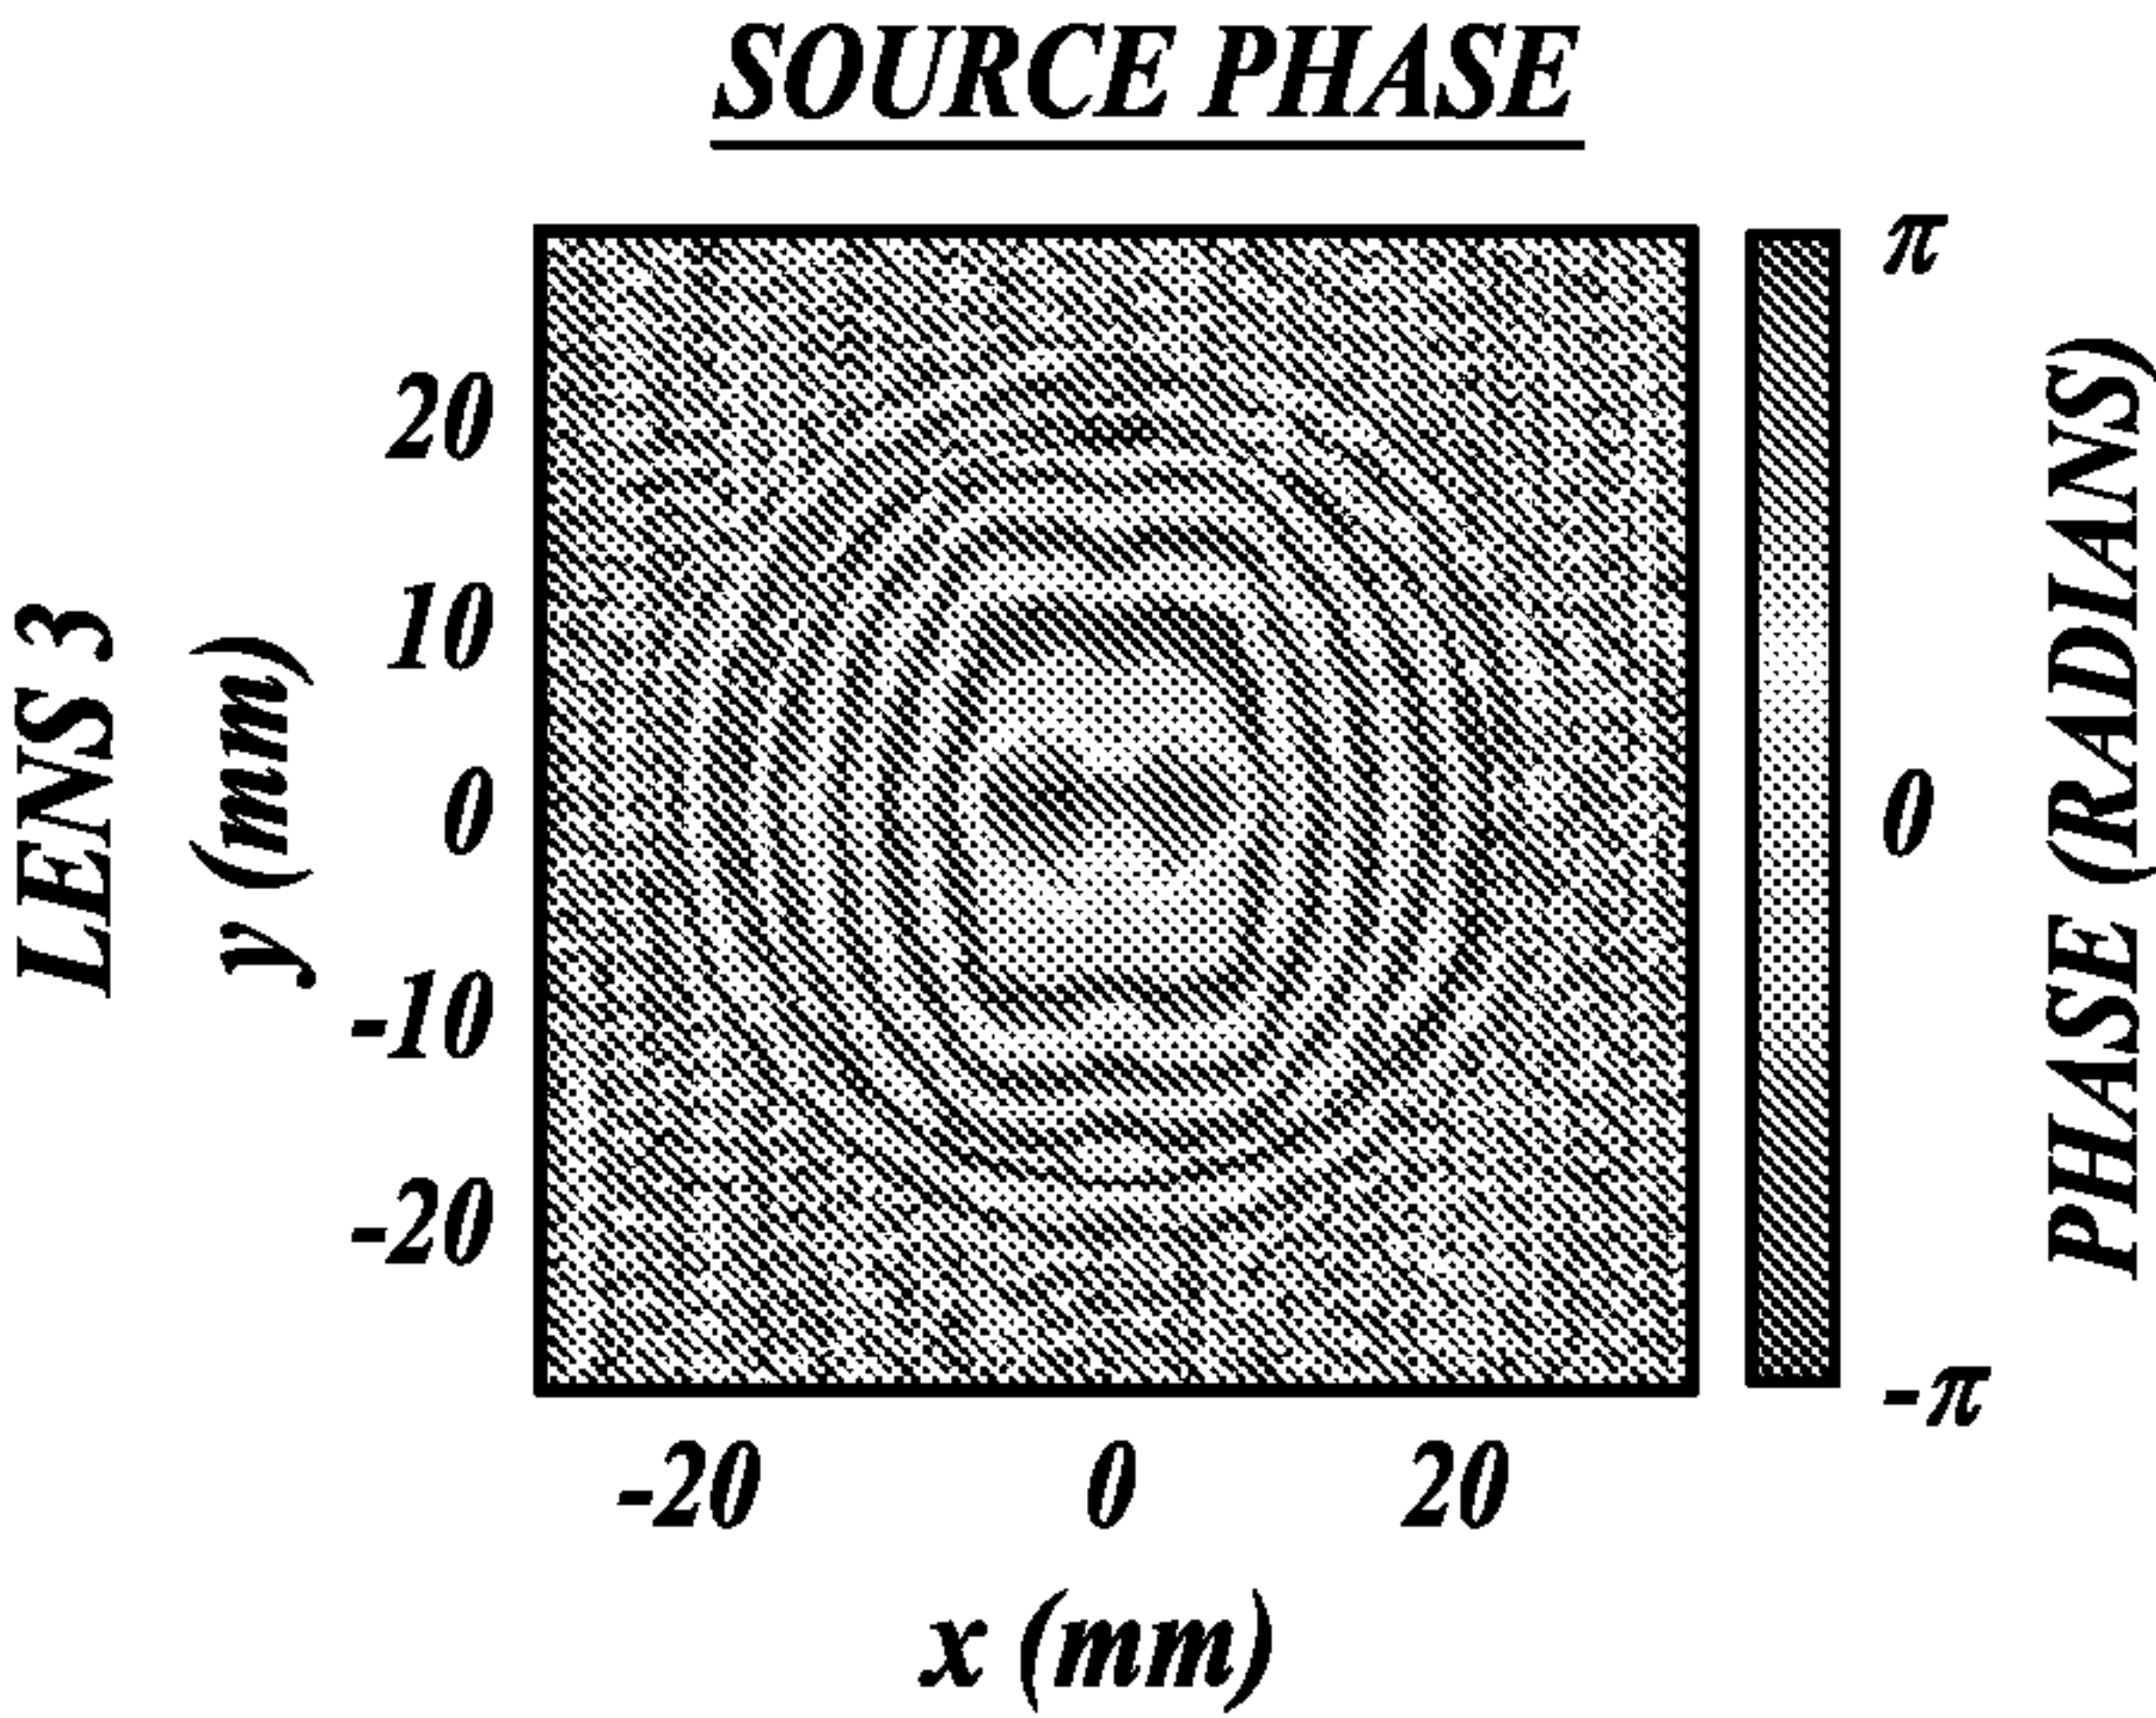 SOURCE PHASE
LENS 3
y (mm)
20
10
0
-10
-20
-20 0 20
x (mm)
π
0
-π
PHASE (RADIANS)